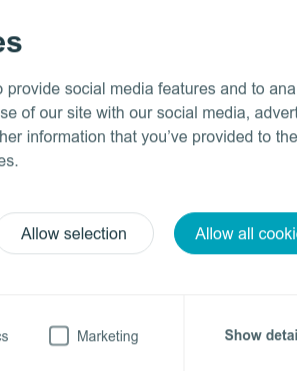 es
provide social media features and to ana
se of our site with our social media, advert
her information that you've provided to the
es.
Allow selection
Allow all cooki
cs
Marketing
Show detai